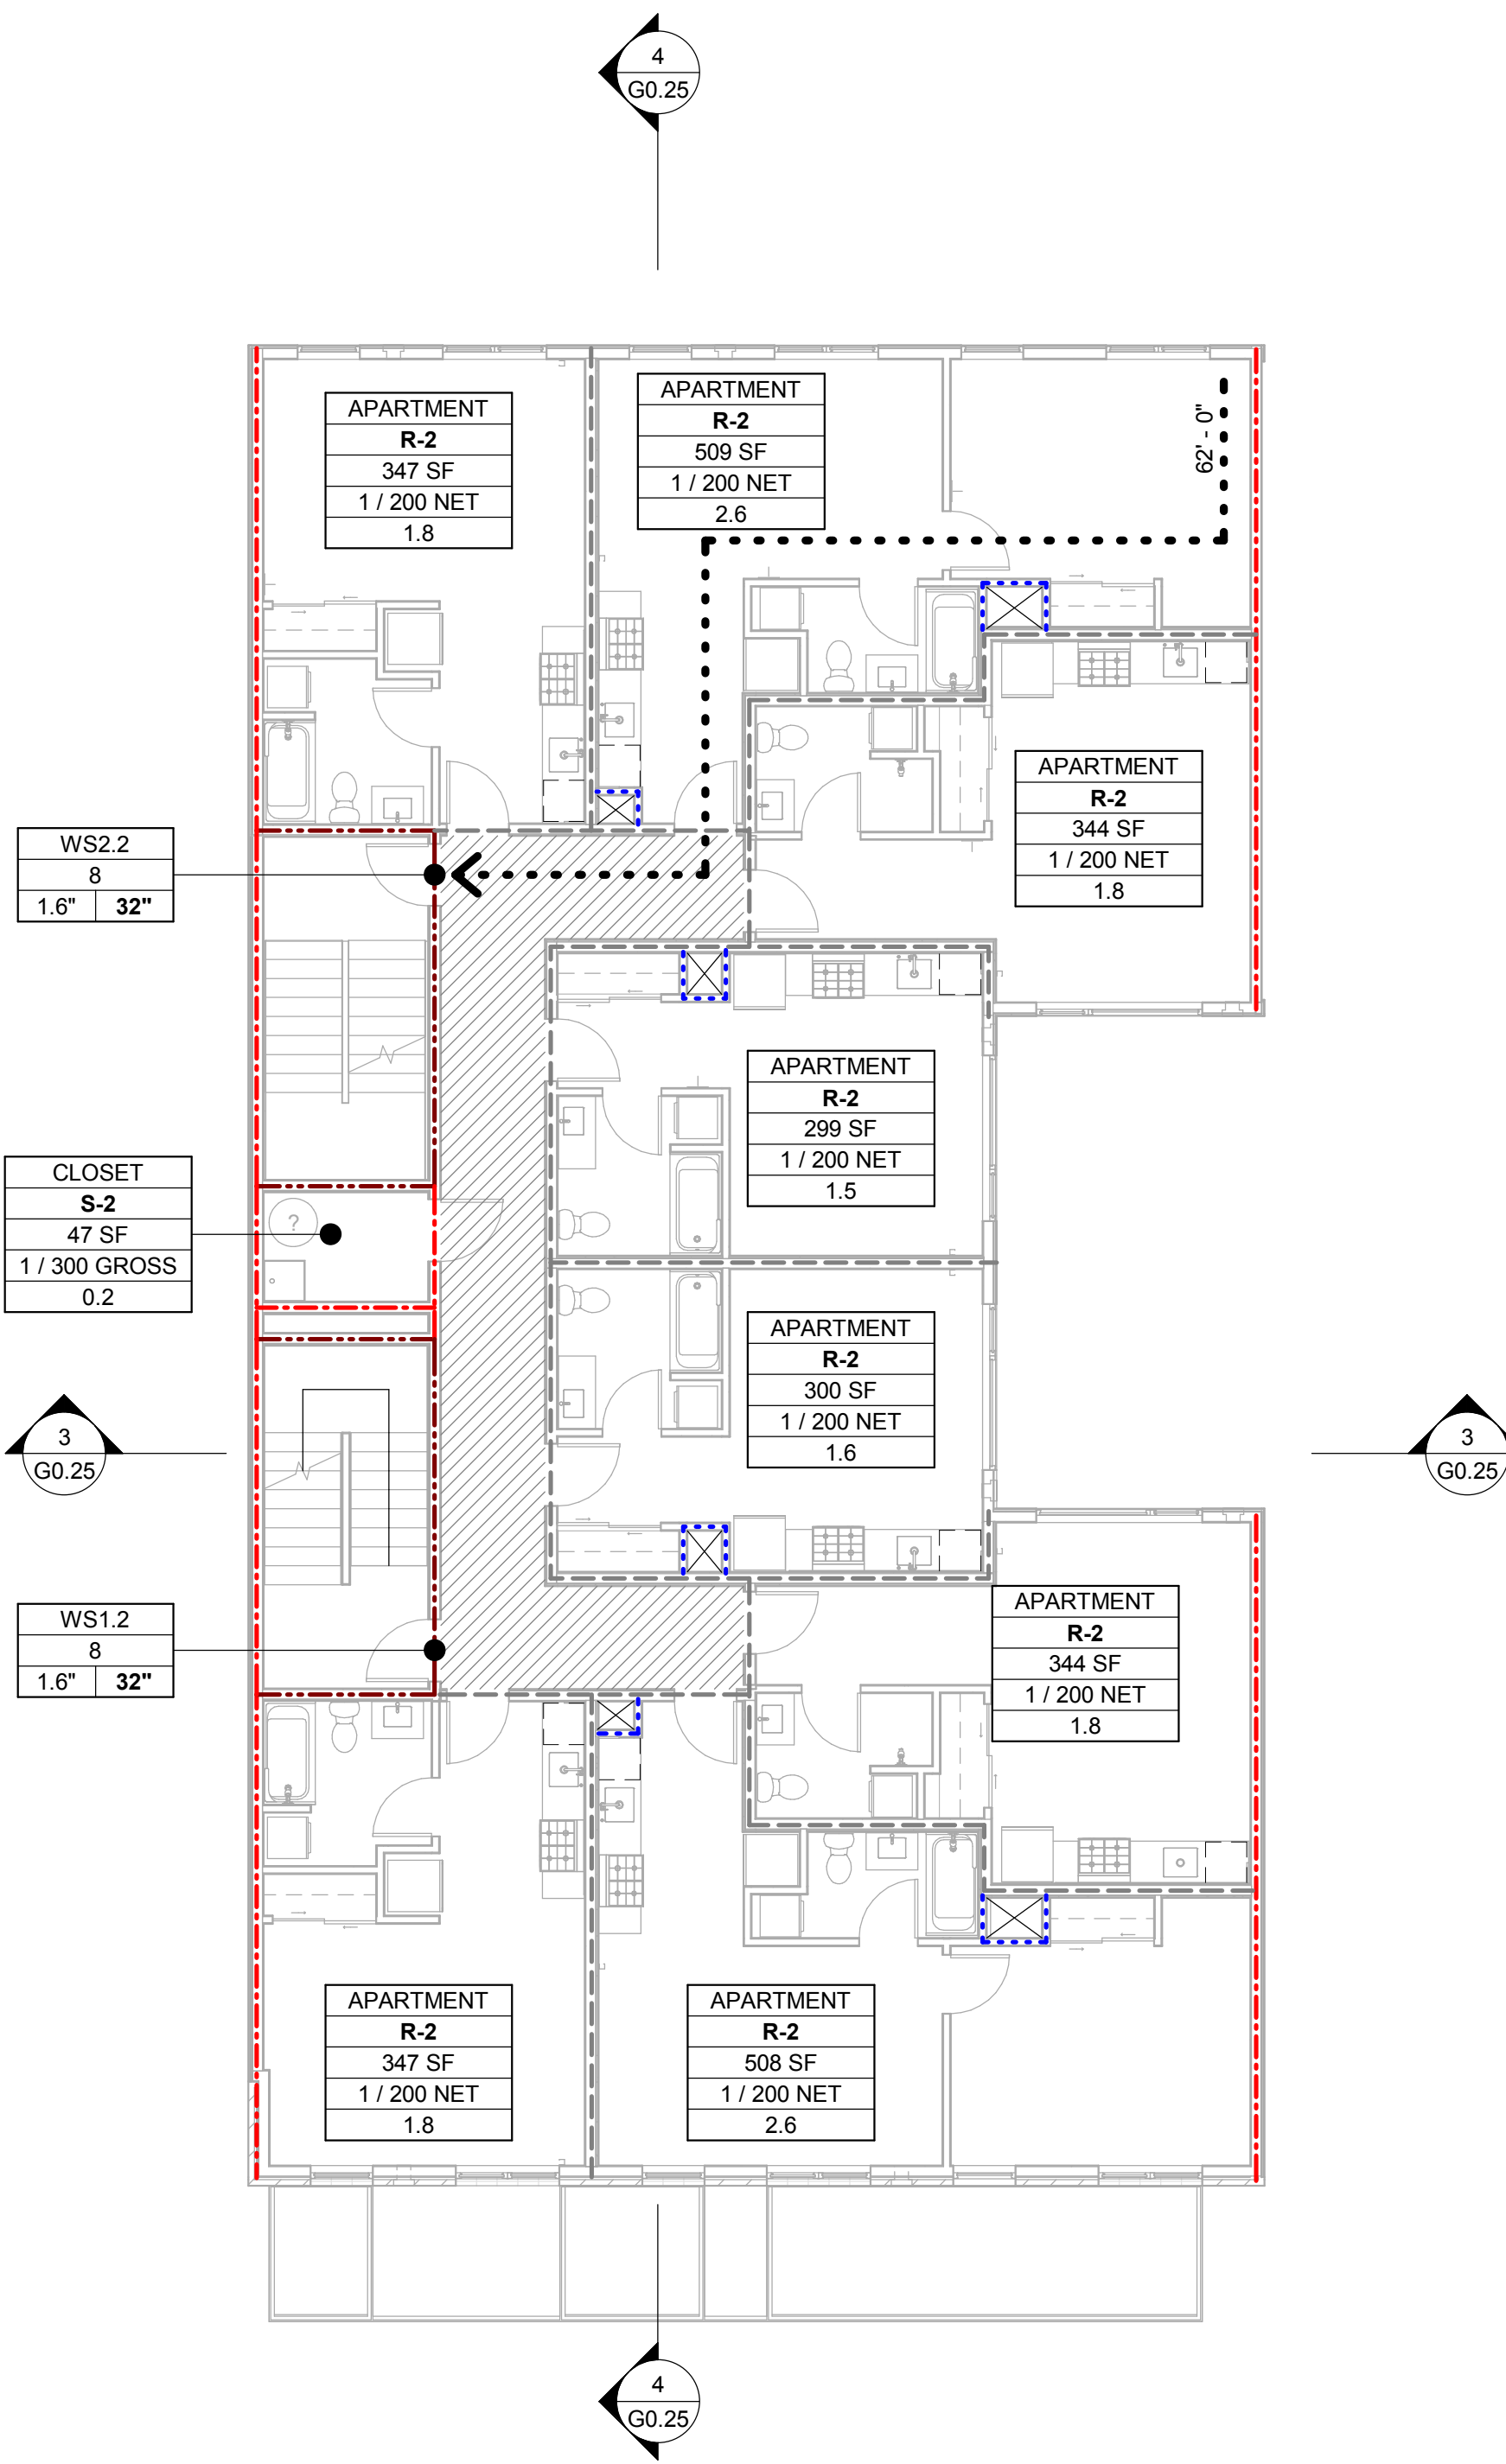 4
G0.25
APARTMENT
R-2
347 SF
1 / 200 NET
1.8
APARTMENT
R-2
509 SF
1 / 200 NET
2.6
62' - 0"
APARTMENT
R-2
344 SF
1 / 200 NET
1.8
WS2.2
8
1.6" 32"
APARTMENT
R-2
299 SF
1 / 200 NET
1.5
CLOSET
S-2
47 SF
1 / 300 GROSS
0.2
?
APARTMENT
R-2
300 SF
1 / 200 NET
1.6
3
G0.25
3
G0.25
WS1.2
8
1.6" 32"
APARTMENT
R-2
344 SF
1 / 200 NET
1.8
APARTMENT
R-2
347 SF
1 / 200 NET
1.8
APARTMENT
R-2
508 SF
1 / 200 NET
2.6
4
G0.25